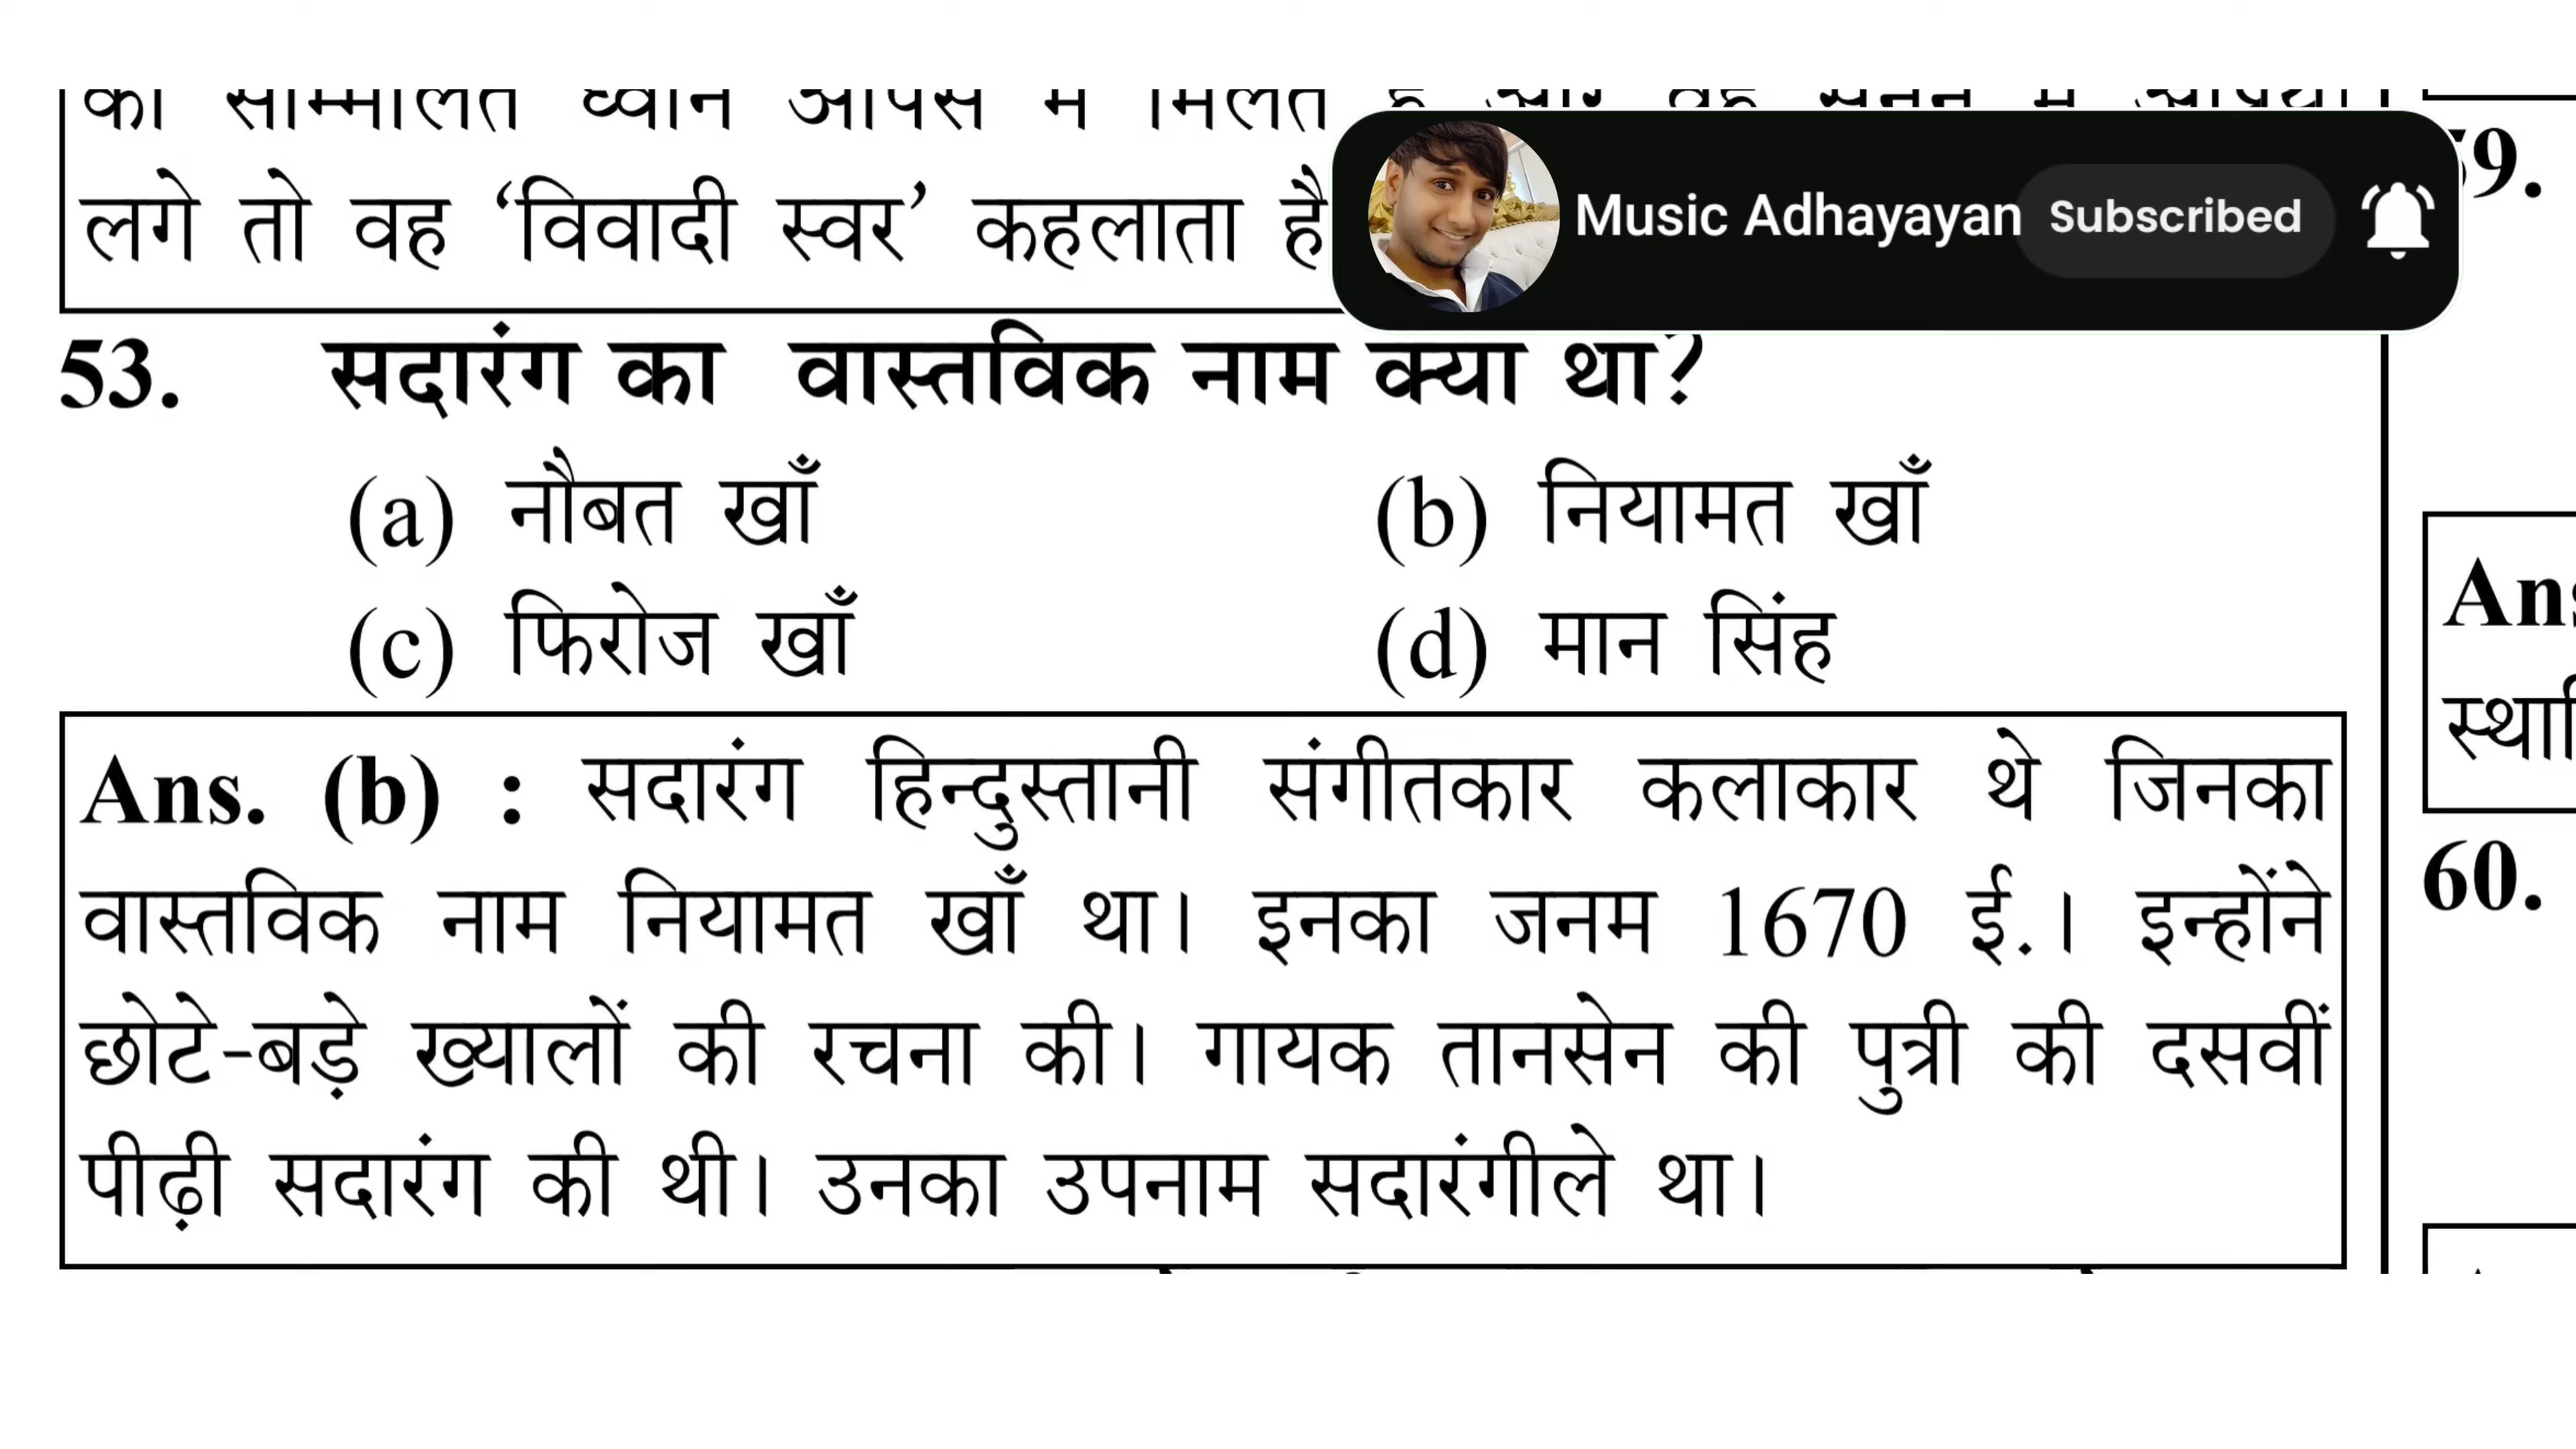 लगे तो वह ‘विवादी स्वर’ कहलाता है
Music Adhayayan Subscribed
53. सदारंग का वास्तविक नाम क्या था?
(a) नौबत खाँ (b) नियामत खाँ
(c) फिरोज खाँ (d) मान सिंह
Ans. (b) : सदारंग हिन्दुस्तानी संगीतकार कलाकार थे जिनका
वास्तविक नाम नियामत खाँ था। इनका जनम 1670 ई.। इन्होंने
छोटे-बड़े ख्यालों की रचना की। गायक तानसेन की पुत्री की दसवीं
पीढ़ी सदारंग की थी। उनका उपनाम सदारंगीले था।
60.